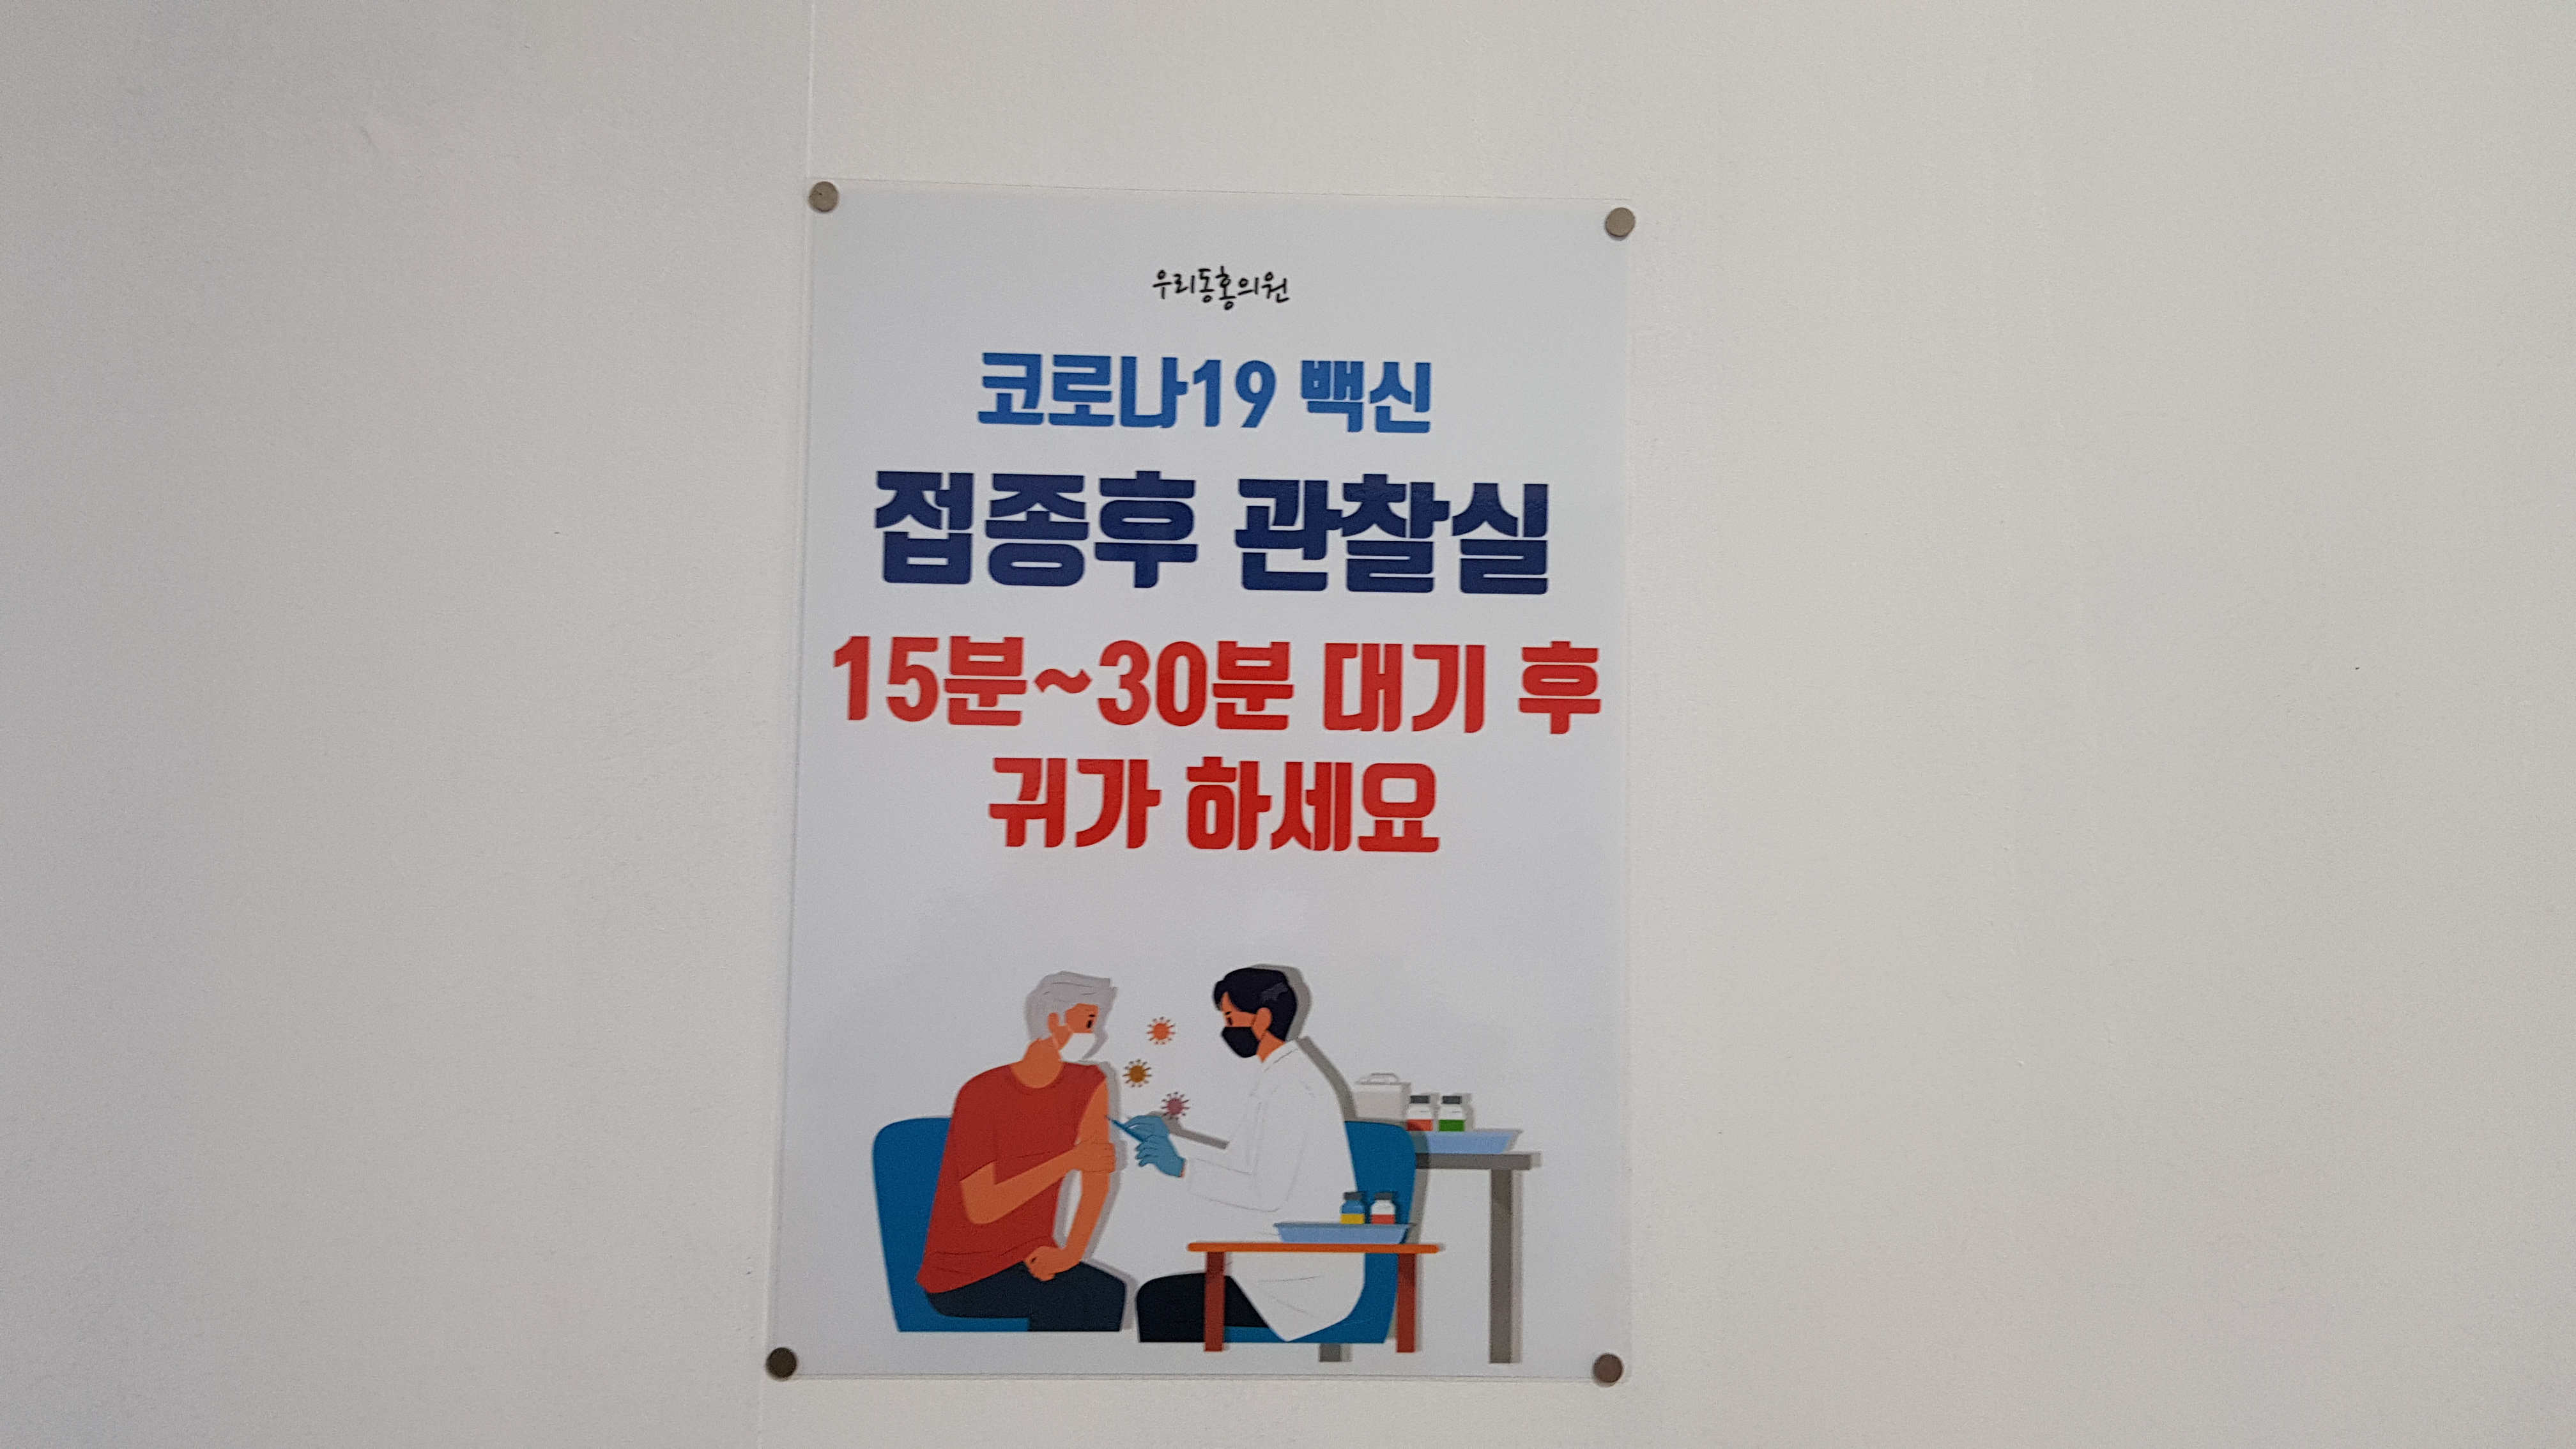 우리동홍의원
코로나19 백신
접종후 관찰실
15분~30분 대기 후
귀가 하세요